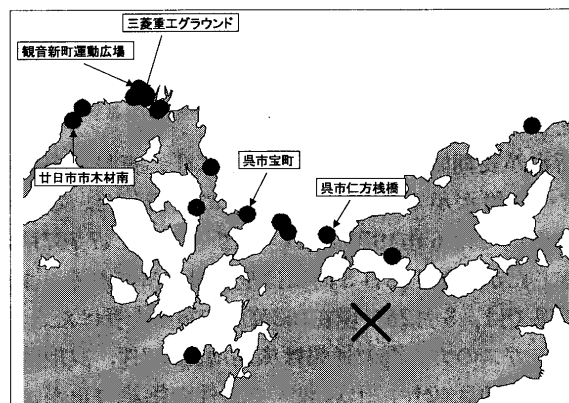 三菱重工グラウンド
観音新町運動広場
廿日市市木材南
呉市宝町
呉市仁方桟橋